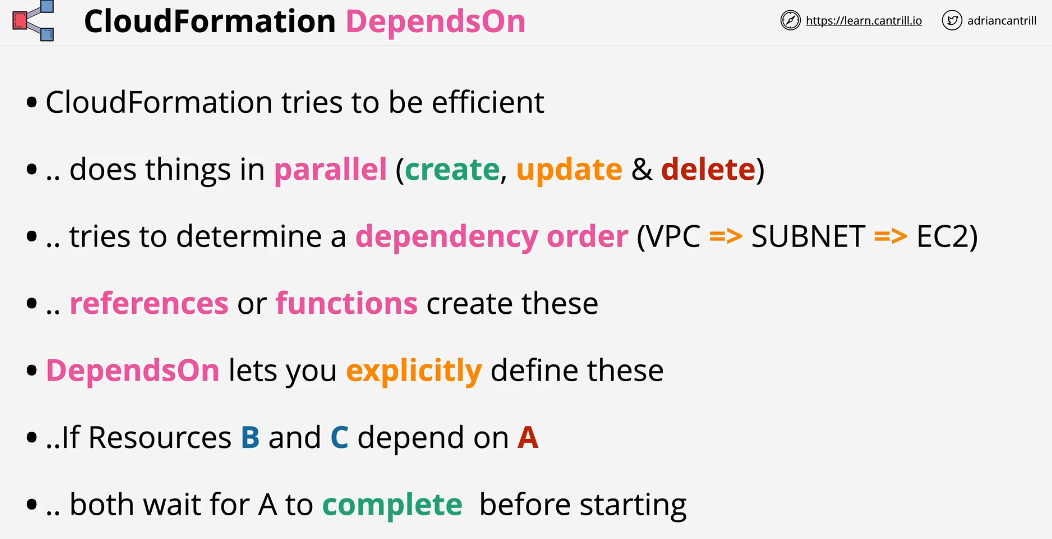 CloudFormation DependsOn
https://learn.cantrill.io
adriancantrill
• CloudFormation tries to be efficient
• .. does things in parallel (create, update & delete)
• .. tries to determine a dependency order (VPC => SUBNET => EC2)
• .. references or functions create these
• DependsOn lets you explicitly define these
• ..If Resources B and C depend on A
• .. both wait for A to complete before starting